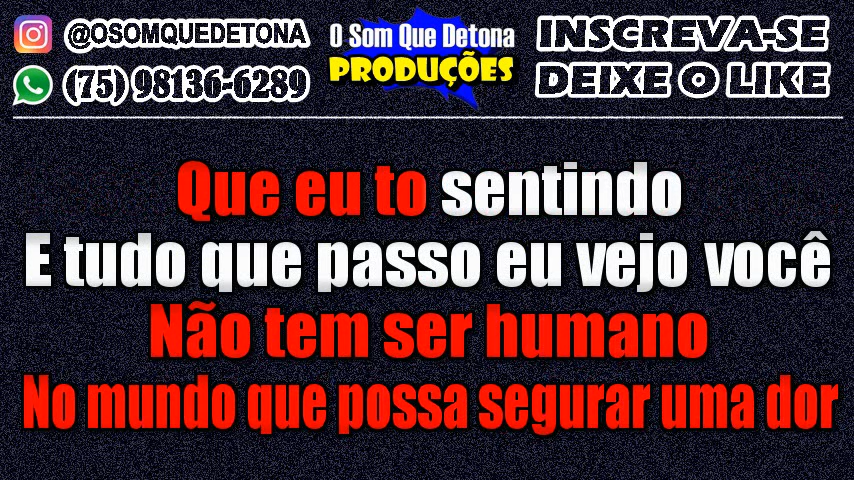 @OSOMQUEDETONA
(75) 98136-6289
O Som Que Detona
PRODUÇÕES
INSCREVA-SE
DEIXE O LIKE
Que eu to sentindo
E tudo que passo eu vejo você
Não tem ser humano
No mundo que possa segurar uma dor